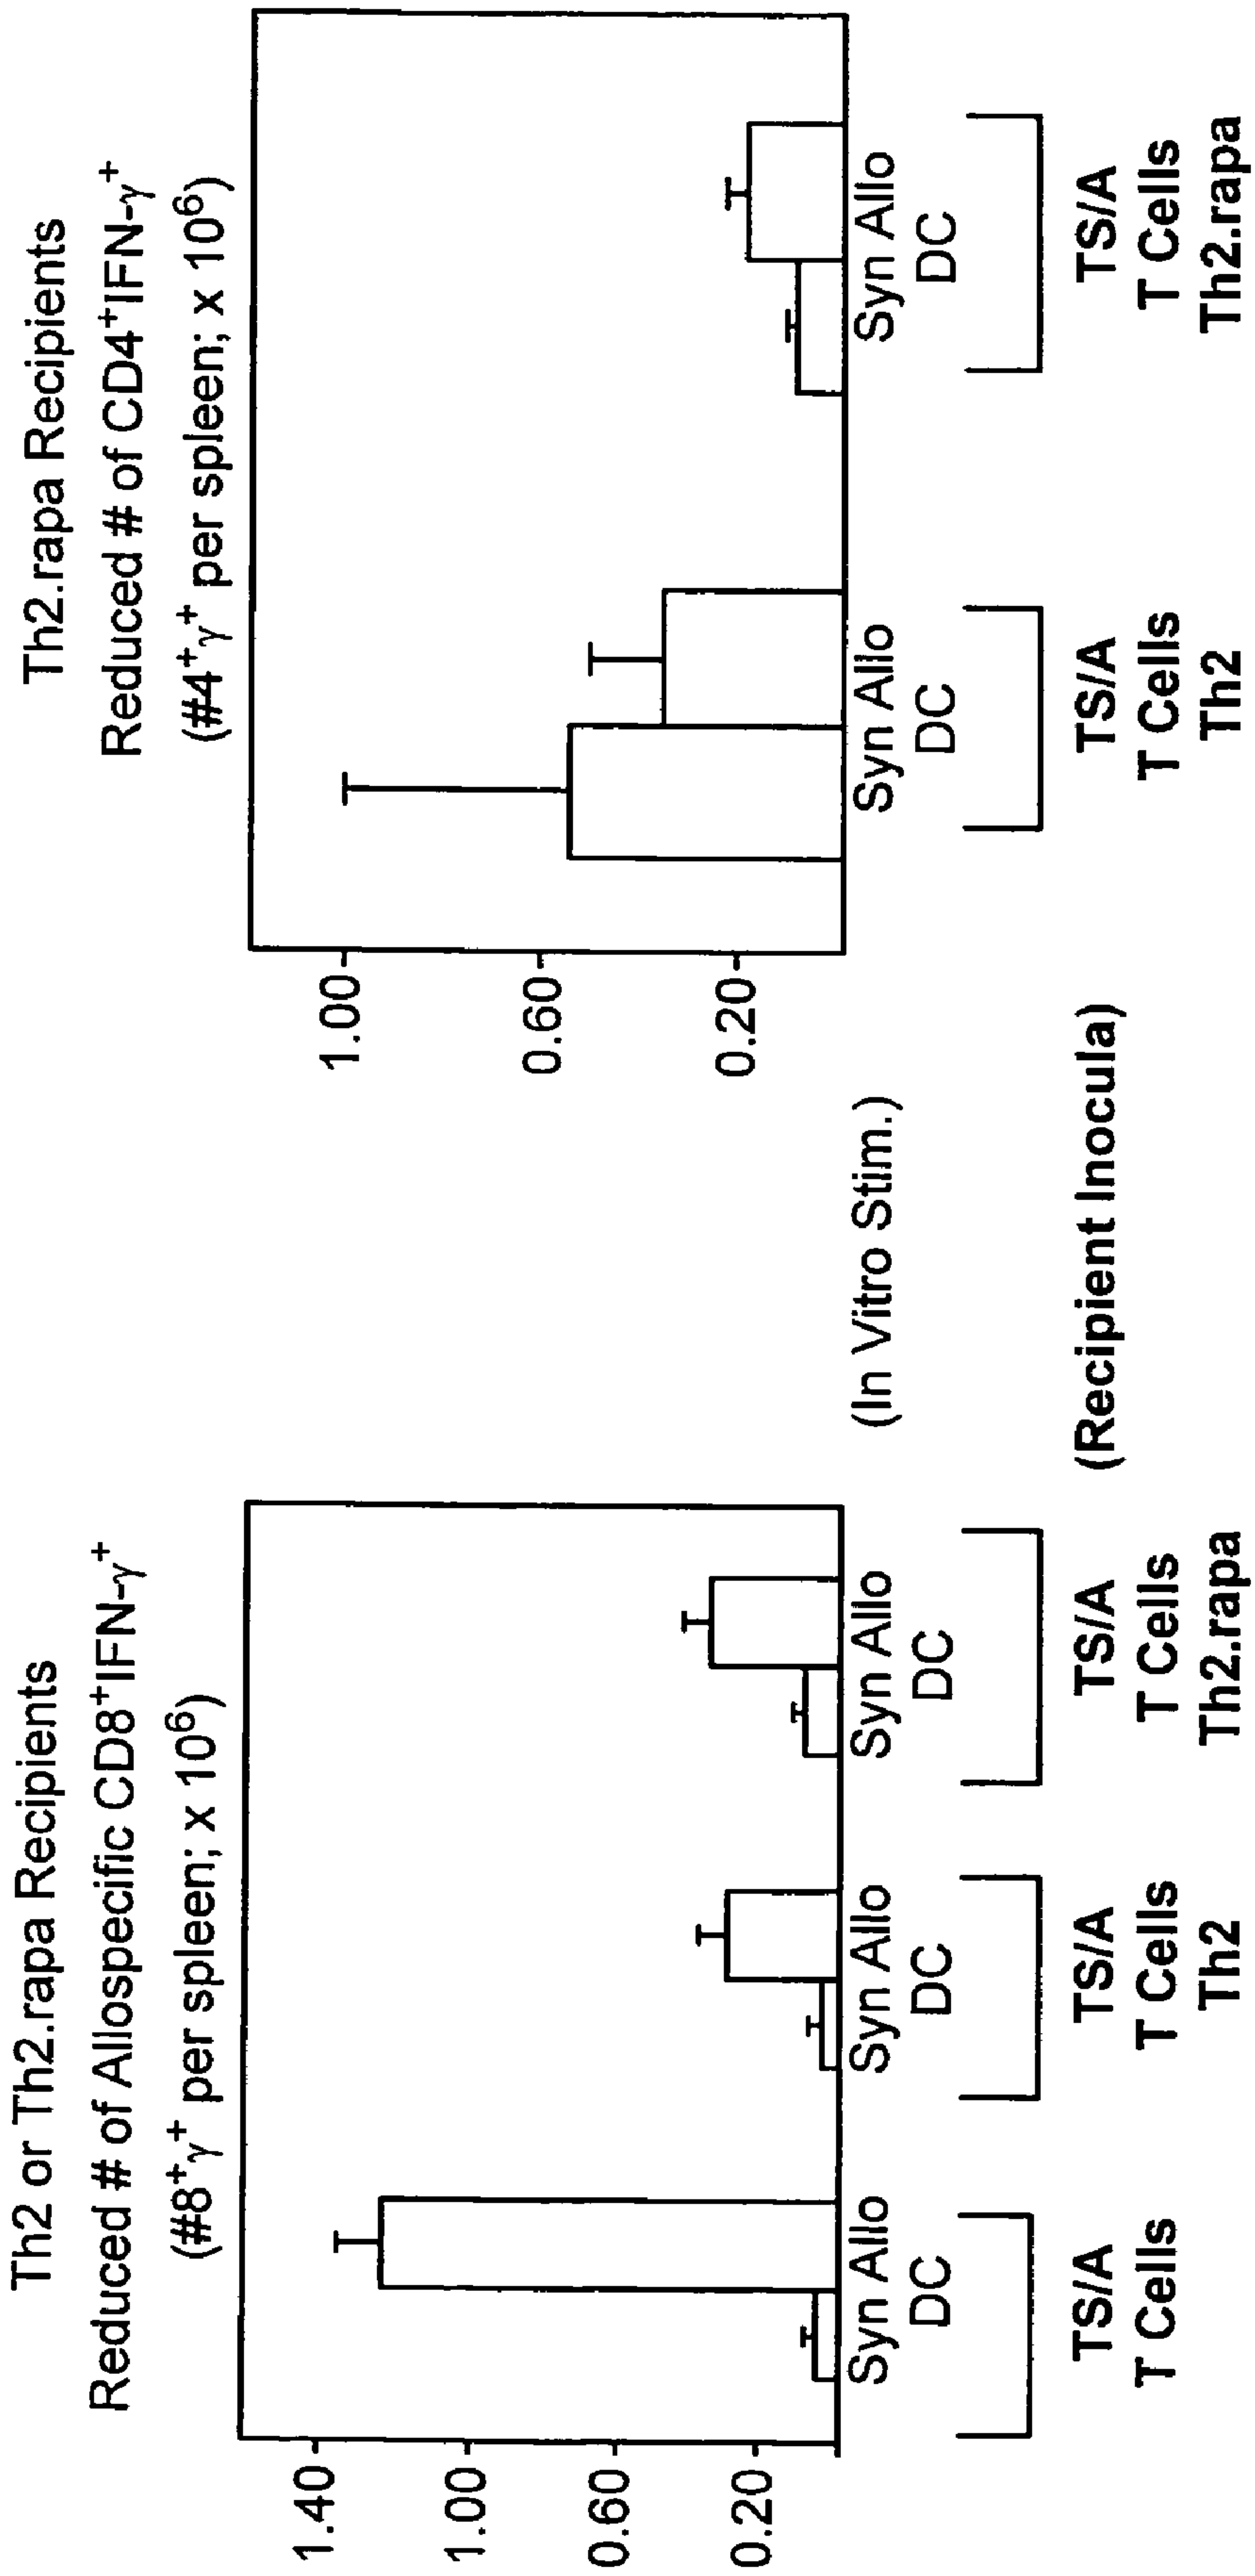 Th2 or Th2.rapa Recipients
Reduced # of Allospecific CD8⁺IFN-γ⁺
(#8⁺γ⁺ per spleen; x 10⁶)
1.40
1.00
0.60
0.20
Syn Allo
DC
Syn Allo
DC
Syn Allo
DC
TS/A
T Cells
TS/A
T Cells
Th2
TS/A
T Cells
Th2.rapa
(In Vitro Stim.)
(Recipient Inocula)
Th2.rapa Recipients
Reduced # of CD4⁺IFN-γ⁺
(#4⁺γ⁺ per spleen; x 10⁶)
1.00
0.60
0.20
Syn Allo
DC
Syn Allo
DC
TS/A
T Cells
Th2
TS/A
T Cells
Th2.rapa